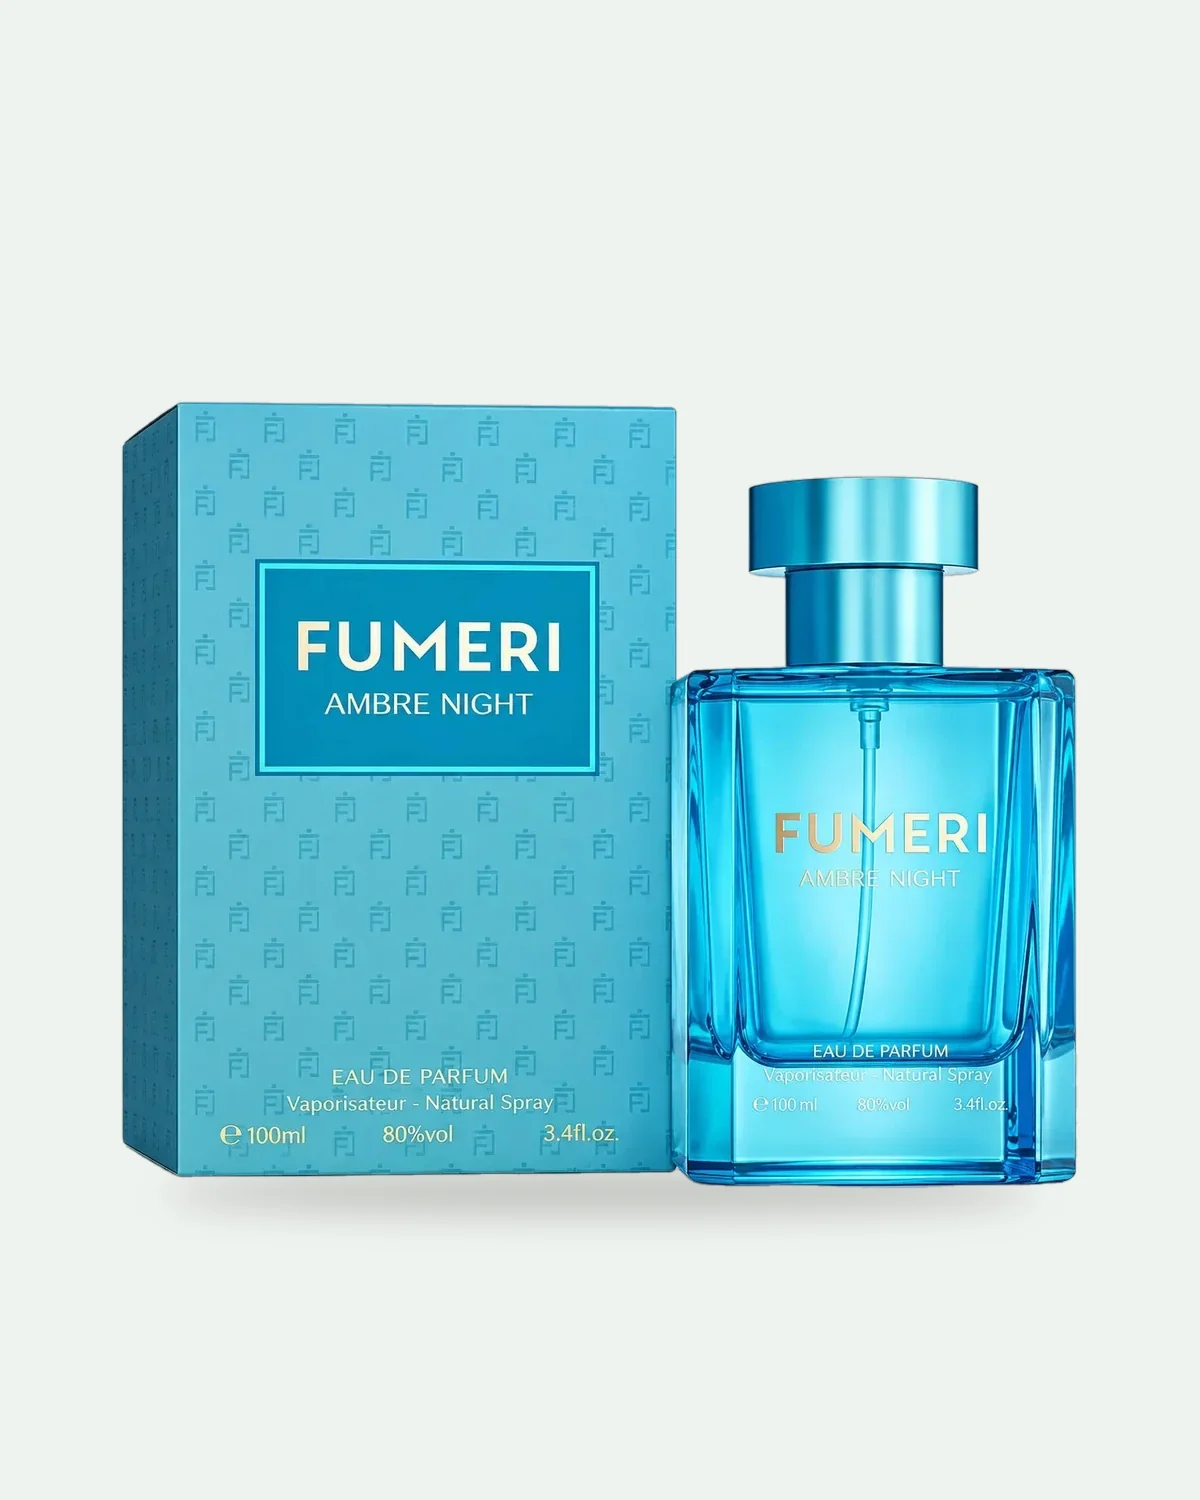 FUMERI
AMBRE NIGHT
EAU DE PARFUM
Vaporisateur - Natural Spray
℮ 100ml 80%vol 3.4fl.oz.
FUMERI
AMBRE NIGHT
EAU DE PARFUM
Vaporisateur - Natural Spray
℮ 100 ml 80%vol 3.4fl.oz.